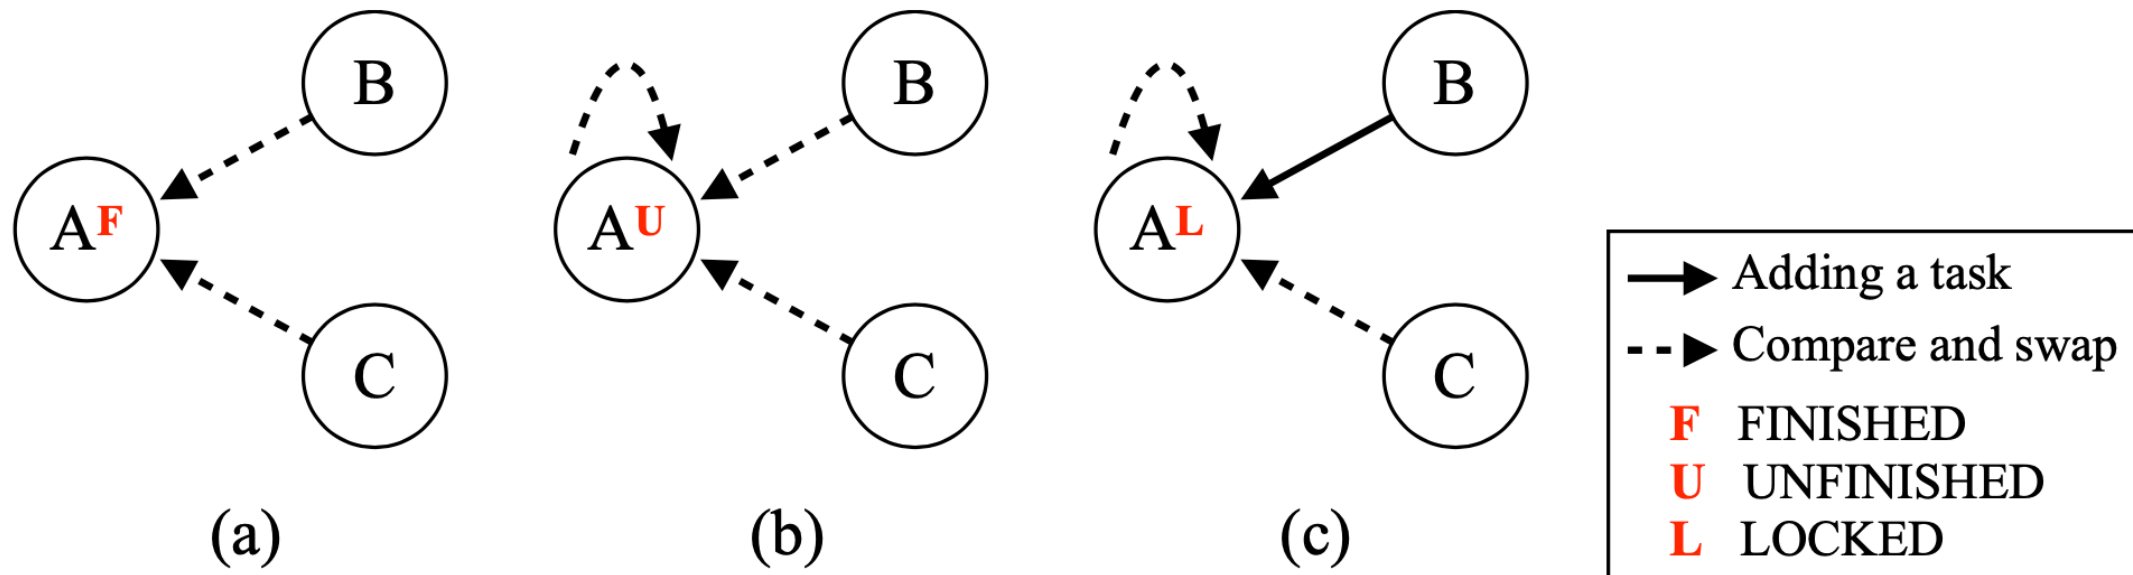 B
A F
C
(a)
B
A U
C
(b)
B
A L
C
(c)
Adding a task
Compare and swap
F FINISHED
U UNFINISHED
L LOCKED